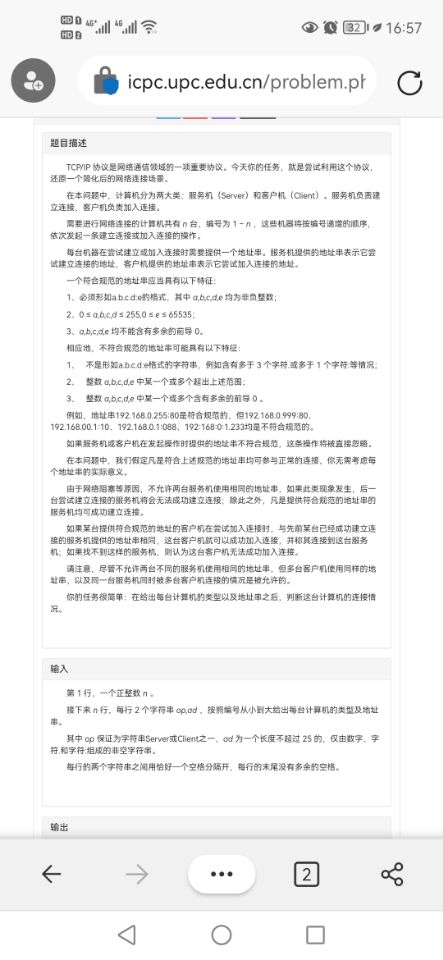 HD 1 4G+ 4G 32 16:57
HD 2
icpc.upc.edu.cn/problem.ph
题目描述
TCP/IP 协议是网络通信领域的一项重要协议。今天你的任务，就是尝试利用这个协议，
还原一个简化后的网络连接场景。
在本问题中，计算机分为两大类：服务机（Server）和客户机（Client）。服务机负责建
立连接，客户机负责加入连接。
需要进行网络连接的计算机共有 n 台，编号为 1 ~ n ，这些机器将按编号递增的顺序，
依次发起一条建立连接或加入连接的操作。
每台机器在尝试建立或加入连接时需要提供一个地址串。服务机提供的地址串表示它尝
试建立连接的地址，客户机提供的地址串表示它尝试加入连接的地址。
一个符合规范的地址串应当具有以下特征：
1、必须形如a.b.c.d:e的格式，其中 a,b,c,d,e 均为非负整数；
2、0 ≤ a,b,c,d ≤ 255,0 ≤ e ≤ 65535；
3、a,b,c,d,e 均不能含有多余的前导 0。
相应地，不符合规范的地址串可能具有以下特征：
1、 不是形如a.b.c.d:e格式的字符串，例如含有多于 3 个字符.或多于 1 个字符:等情况；
2、 整数 a,b,c,d,e 中某一个或多个超出上述范围；
3、 整数 a,b,c,d,e 中某一个或多个含有多余的前导 0 。
例如，地址串192.168.0.255:80是符合规范的，但192.168.0.999:80、
192.168.00.1:10、192.168.0.1:088、192:168:0:1.233均是不符合规范的。
如果服务机或客户机在发起操作时提供的地址串不符合规范，这条操作将被直接忽略。
在本问题中，我们假定凡是符合上述规范的地址串均可参与正常的连接，你无需考虑每
个地址串的实际意义。
由于网络阻塞等原因，不允许两台服务机使用相同的地址串，如果此类现象发生，后一
台尝试建立连接的服务机将会无法成功建立连接；除此之外，凡是提供符合规范的地址串的
服务机均可成功建立连接。
如果某台提供符合规范的地址的客户机在尝试加入连接时，与先前某台已经成功建立连
接的服务机提供的地址串相同，这台客户机就可以成功加入连接，并称其连接到这台服务
机；如果找不到这样的服务机，则认为这台客户机无法成功加入连接。
请注意，尽管不允许两台不同的服务机使用相同的地址串，但多台客户机使用同样的地
址串，以及同一台服务机同时被多台客户机连接的情况是被允许的。
你的任务很简单：在给出每台计算机的类型以及地址串之后，判断这台计算机的连接情
况。
输入
第 1 行，一个正整数 n 。
接下来 n 行，每行 2 个字符串 op,ad ，按照编号从小到大给出每台计算机的类型及地址
串。
其中 op 保证为字符串Server或Client之一，ad 为一个长度不超过 25 的，仅由数字、字
符.和字符:组成的非空字符串。
每行的两个字符串之间用恰好一个空格分隔开，每行的末尾没有多余的空格。
输出
2